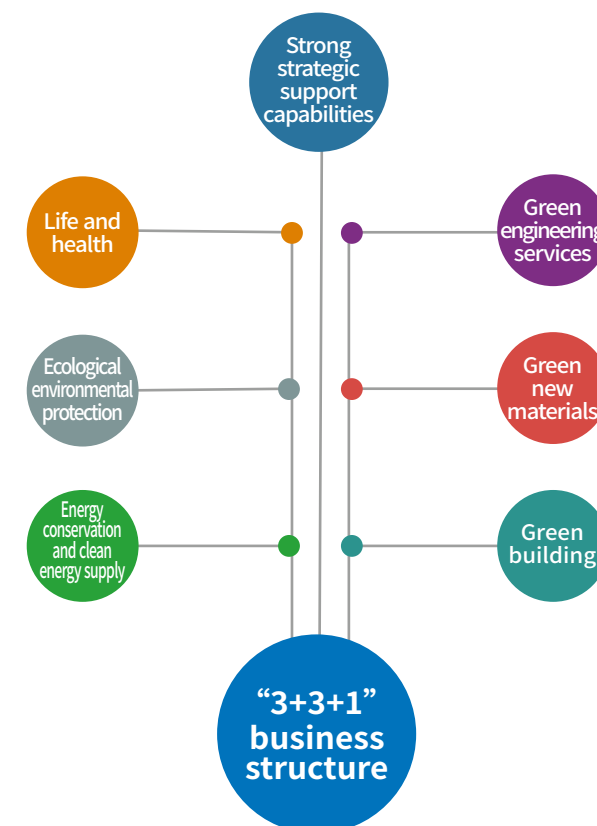 Strong
strategic
support
capabilities
Life and
health
Green
engineering
services
Ecological
environmental
protection
Green
new
materials
Energy
conservation
and clean
energy supply
Green
building
“3+3+1”
business
structure